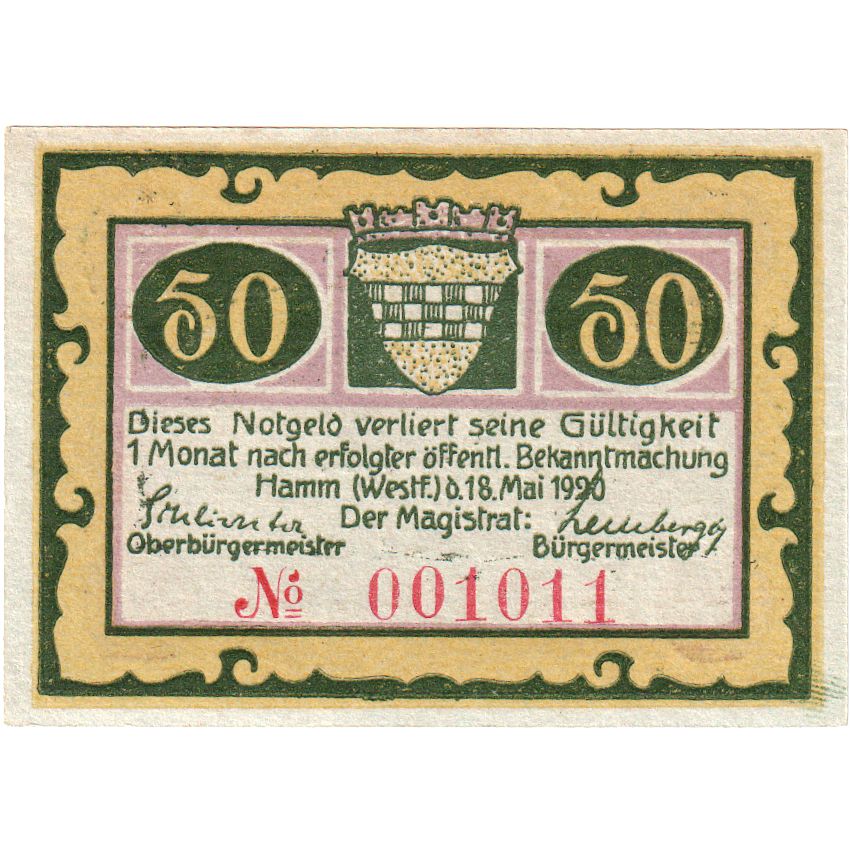 50 50
Dieses Notgeld verliert seine Gültigkeit
1 Monat nach erfolgter öffentl. Bekanntmachung
Hamm (Westf.) d. 18. Mai 1920
Der Magistrat:
Oberbürgermeister Bürgermeister
No 001011